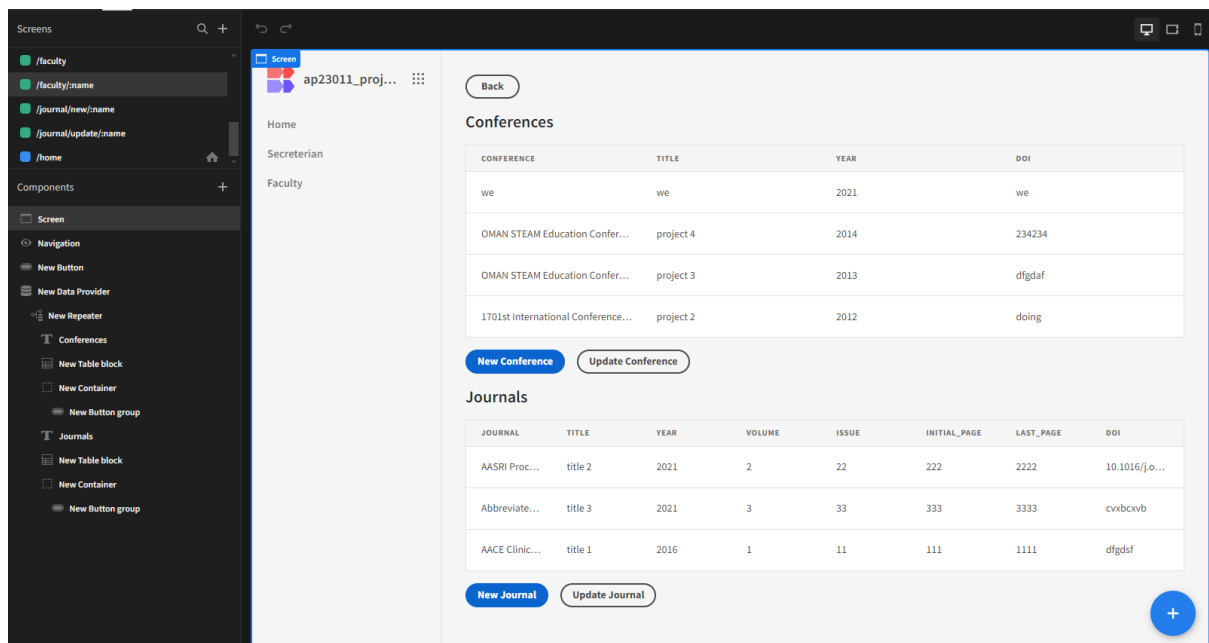 Screens
/faculty
/faculty/:name
/journal/new/:name
/journal/update/:name
/home
Components
Screen
Navigation
New Button
New Data Provider
New Repeater
Conferences
New Table block
New Container
New Button group
Journals
New Table block
New Container
New Button group
Screen
ap23011_proj...
Home
Secreterian
Faculty
Back
Conferences
CONFERENCE TITLE YEAR DOI
we we 2021 we
OMAN STEAM Education Confer... project 4 2014 234234
OMAN STEAM Education Confer... project 3 2013 dfgdaf
1701st International Conference... project 2 2012 doing
New Conference Update Conference
Journals
JOURNAL TITLE YEAR VOLUME ISSUE INITIAL_PAGE LAST_PAGE DOI
AASRI Proc... title 2 2021 2 22 222 2222 10.1016/j.o...
Abbreviate... title 3 2021 3 33 333 3333 cvxbcxvb
AACE Clinic... title 1 2016 1 11 111 1111 dfgdsf
New Journal Update Journal